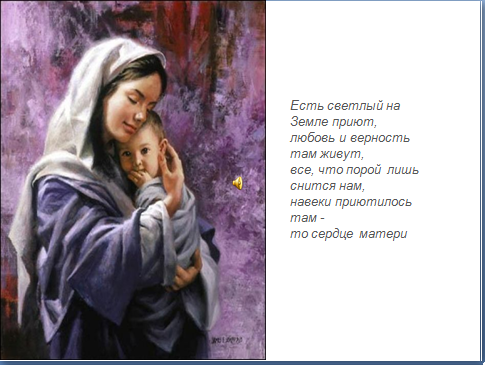 Есть светлый на
Земле приют,
любовь и верность
там живут,
все, что порой лишь
снится нам,
навеки приютилось
там -
то сердце матери